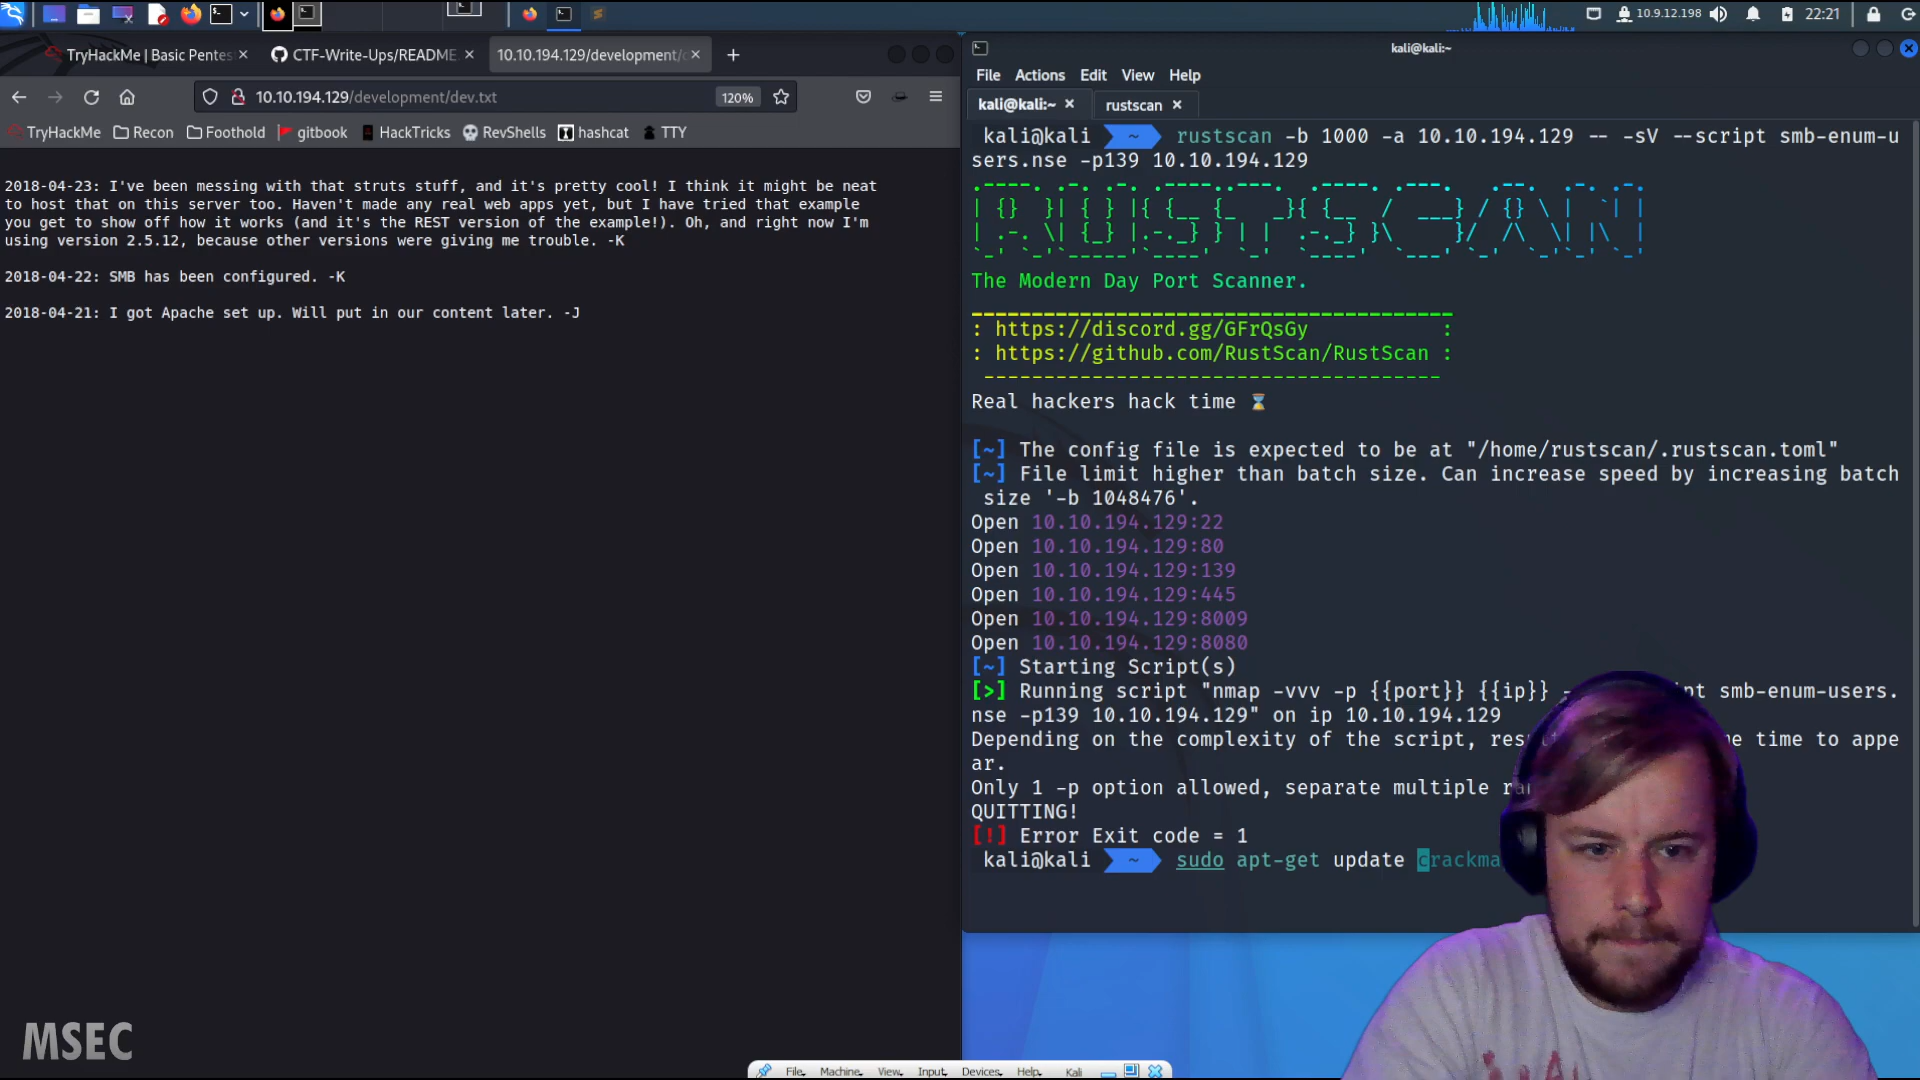 10.9.12.198
22:21
TryHackMe | Basic Pentes
CTF-Write-Ups/README.
10.10.194.129/development/
10.10.194.129/development/dev.txt
120%
TryHackMe
Recon
Foothold
gitbook
HackTricks
RevShells
hashcat
TTY
2018-04-23: I've been messing with that struts stuff, and it's pretty cool! I think it might be neat
to host that on this server too. Haven't made any real web apps yet, but I have tried that example
you get to show off how it works (and it's the REST version of the example!). Oh, and right now I'm
using version 2.5.12, because other versions were giving me trouble. -K
2018-04-22: SMB has been configured. -K
2018-04-21: I got Apache set up. Will put in our content later. -J
MSEC
kali@kali:~
File Actions Edit View Help
kali@kali:~
rustscan
kali@kali ~ rustscan -b 1000 -a 10.10.194.129 -- -sV --script smb-enum-u
sers.nse -p139 10.10.194.129
RUSTSCAN
The Modern Day Port Scanner.
: https://discord.gg/GFrQsGy :
: https://github.com/RustScan/RustScan :
Real hackers hack time ⌛
[~] The config file is expected to be at "/home/rustscan/.rustscan.toml"
[~] File limit higher than batch size. Can increase speed by increasing batch
size '-b 1048476'.
Open 10.10.194.129:22
Open 10.10.194.129:80
Open 10.10.194.129:139
Open 10.10.194.129:445
Open 10.10.194.129:8009
Open 10.10.194.129:8080
[~] Starting Script(s)
[>] Running script "nmap -vvv -p {{port}} {{ip}} smb-enum-users.
nse -p139 10.10.194.129" on ip 10.10.194.129
Depending on the complexity of the script, time to appe
ar.
Only 1 -p option allowed, separate multiple
QUITTING!
[!] Error Exit code = 1
kali@kali ~ sudo apt-get update crackma
File Machine View Input Devices Help Kali